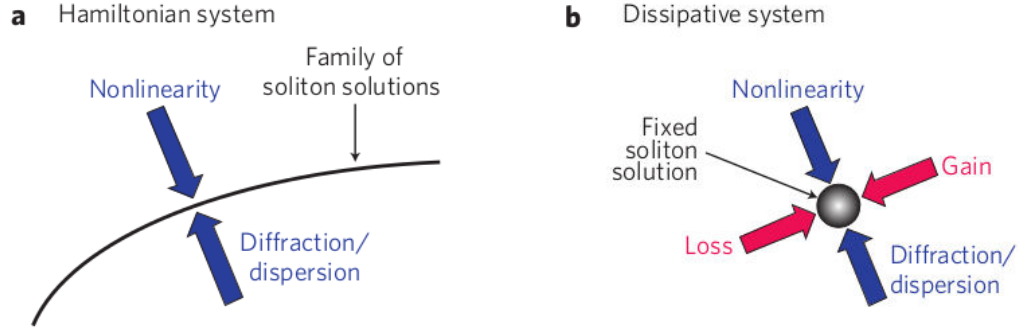 a Hamiltonian system
Family of
soliton solutions
Nonlinearity
Diffraction/
dispersion
b Dissipative system
Nonlinearity
Fixed
soliton
solution
Gain
Loss
Diffraction/
dispersion